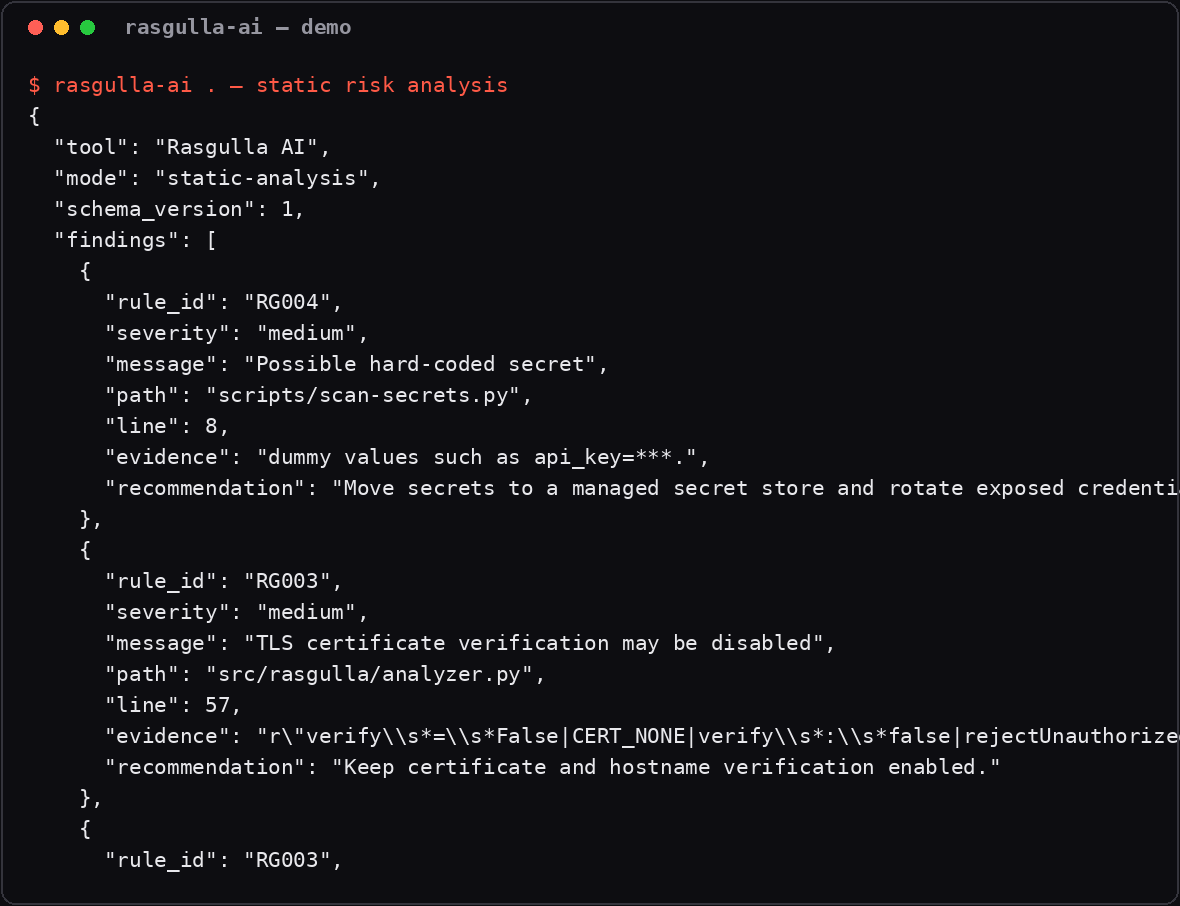 rasgulla-ai — demo
$ rasgulla-ai . — static risk analysis
{
  "tool": "Rasgulla AI",
  "mode": "static-analysis",
  "schema_version": 1,
  "findings": [
    {
      "rule_id": "RG004",
      "severity": "medium",
      "message": "Possible hard-coded secret",
      "path": "scripts/scan-secrets.py",
      "line": 8,
      "evidence": "dummy values such as api_key=***.",
      "recommendation": "Move secrets to a managed secret store and rotate exposed
    },
    {
      "rule_id": "RG003",
      "severity": "medium",
      "message": "TLS certificate verification may be disabled",
      "path": "src/rasgulla/analyzer.py",
      "line": 57,
      "evidence": "r\"verify\\s*=\\s*False|CERT_NONE|verify\\s*:\\s*false|rejectUnauthorize
      "recommendation": "Keep certificate and hostname verification enabled."
    },
    {
      "rule_id": "RG003",